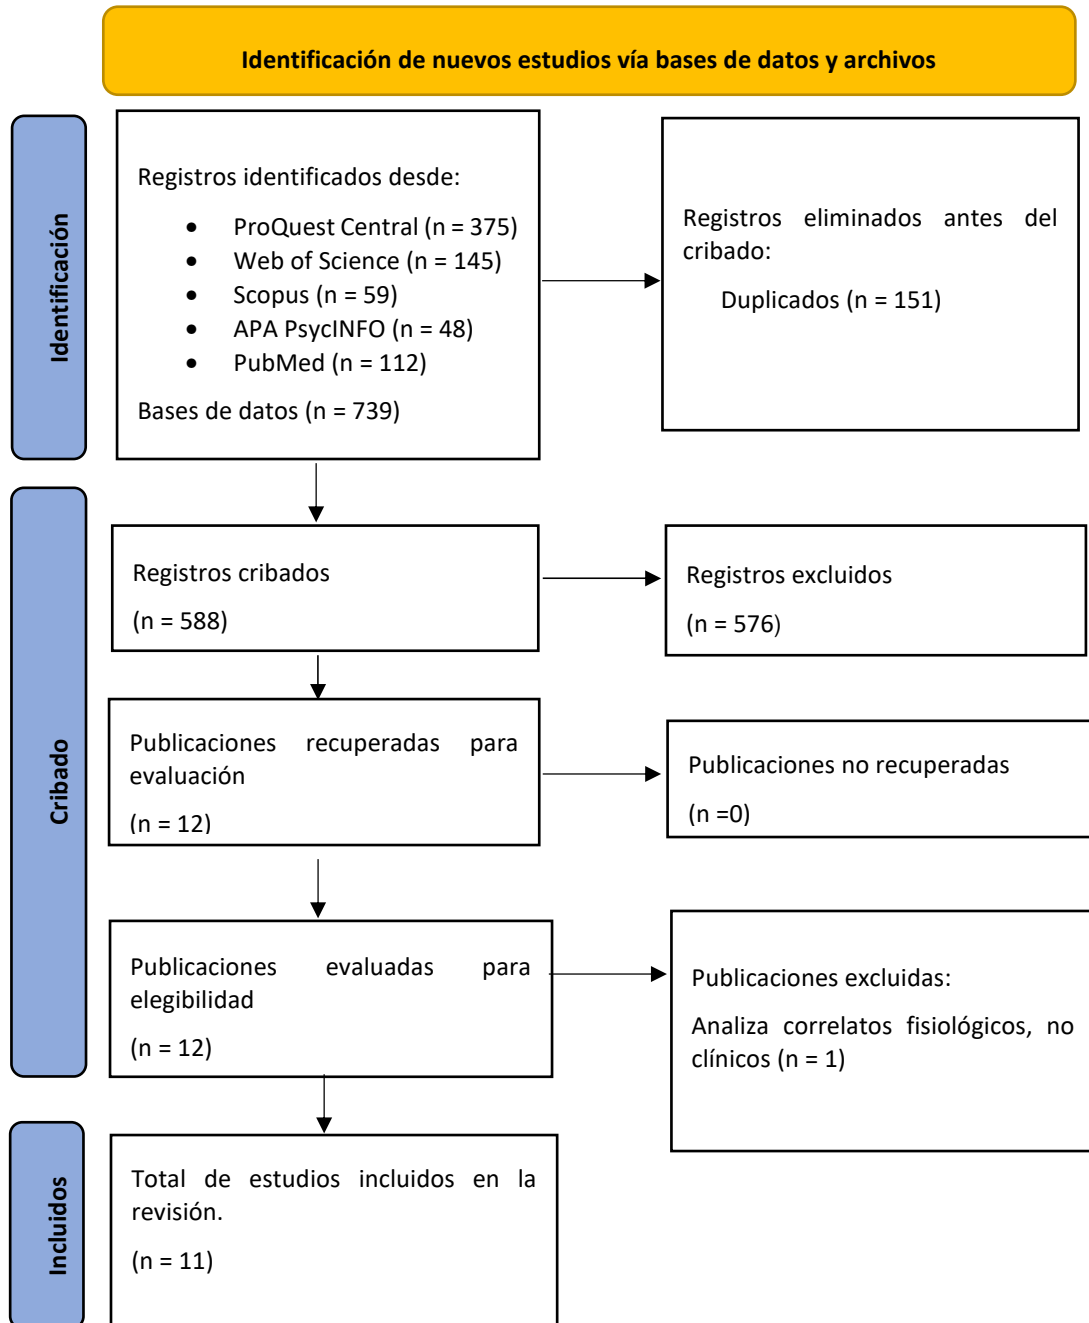 Identificación de nuevos estudios vía bases de datos y archivos
Identificación
Registros identificados desde:
• ProQuest Central (n = 375)
• Web of Science (n = 145)
• Scopus (n = 59)
• APA PsycINFO (n = 48)
• PubMed (n = 112)
Bases de datos (n = 739)
Registros eliminados antes del
cribado:
Duplicados (n = 151)
Cribado
Registros cribados
(n = 588)
Registros excluidos
(n = 576)
Publicaciones recuperadas para
evaluación
(n = 12)
Publicaciones no recuperadas
(n =0)
Publicaciones evaluadas para
elegibilidad
(n = 12)
Publicaciones excluidas:
Analiza correlatos fisiológicos, no
clínicos (n = 1)
Incluidos
Total de estudios incluidos en la
revisión.
(n = 11)